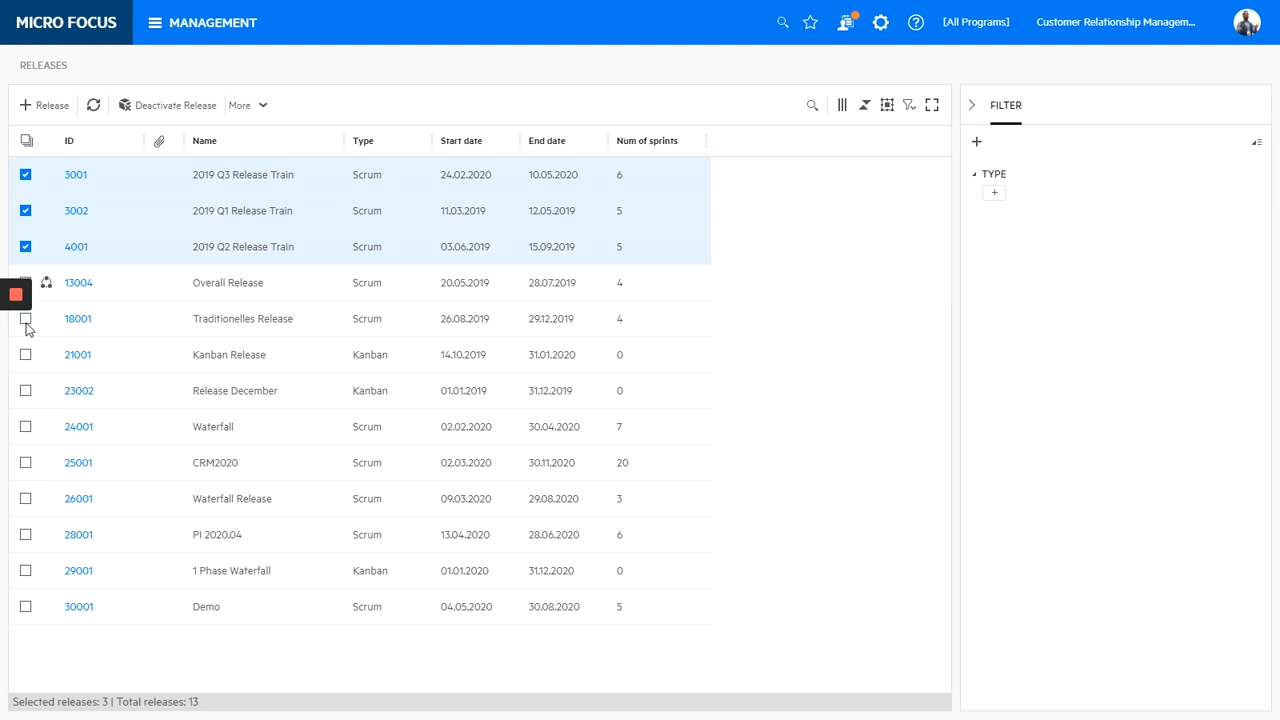 MICRO FOCUS MANAGEMENT [All Programs] Customer Relationship Managem...
RELEASES
Release Deactivate Release More FILTER
ID Name Type Start date End date Num of sprints
3001 2019 Q3 Release Train Scrum 24.02.2020 10.05.2020 6 TYPE
3002 2019 Q1 Release Train Scrum 11.03.2019 12.05.2019 5
4001 2019 Q2 Release Train Scrum 03.06.2019 15.09.2019 5
13004 Overall Release Scrum 20.05.2019 28.07.2019 4
18001 Traditionelles Release Scrum 26.08.2019 29.12.2019 4
21001 Kanban Release Kanban 14.10.2019 31.01.2020 0
23002 Release December Kanban 01.01.2019 31.12.2019 0
24001 Waterfall Scrum 02.02.2020 30.04.2020 7
25001 CRM2020 Scrum 02.03.2020 30.11.2020 20
26001 Waterfall Release Scrum 09.03.2020 29.08.2020 3
28001 PI 2020.04 Scrum 13.04.2020 28.06.2020 6
29001 1 Phase Waterfall Kanban 01.01.2020 31.12.2020 0
30001 Demo Scrum 04.05.2020 30.08.2020 5
Selected releases: 3 | Total releases: 13